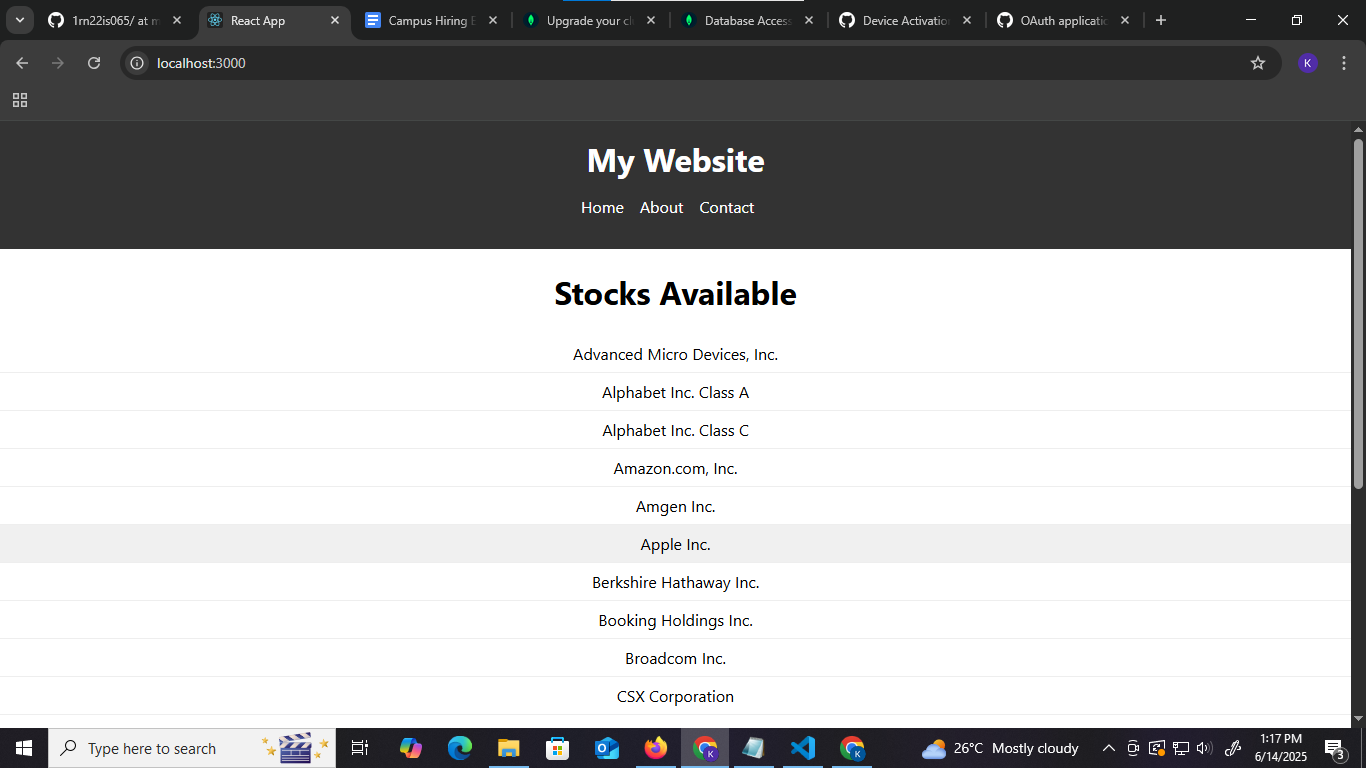 1rn22is065/ at m
React App
Campus Hiring E
Upgrade your cl
Database Access
Device Activation
OAuth applicatio
localhost:3000
K
My Website
Home About Contact
Stocks Available
Advanced Micro Devices, Inc.
Alphabet Inc. Class A
Alphabet Inc. Class C
Amazon.com, Inc.
Amgen Inc.
Apple Inc.
Berkshire Hathaway Inc.
Booking Holdings Inc.
Broadcom Inc.
CSX Corporation
Type here to search
26°C Mostly cloudy
1:17 PM
6/14/2025
3